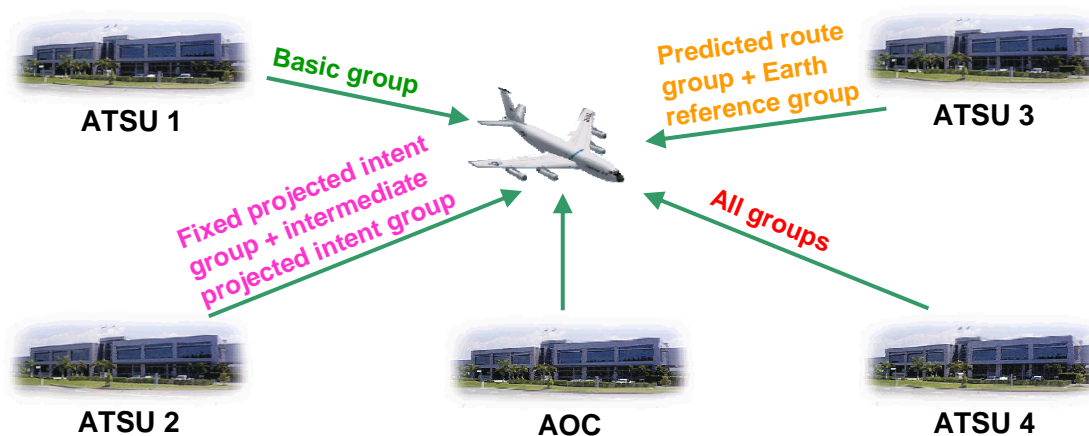 Basic group
Predicted route
group + Earth
reference group
ATSU 1
ATSU 3
Fixed projected intent
group + intermediate
projected intent group
All groups
ATSU 2
AOC
ATSU 4